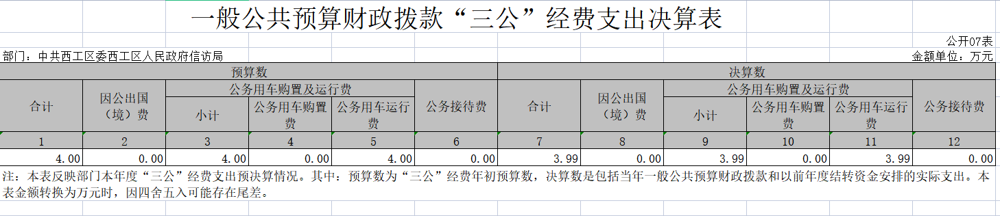 一般公共预算财政拨款“三公”经费支出决算表
公开07表
部门：中共西工区委西工区人民政府信访局 金额单位：万元
预算数 决算数
合计 因公出国（境）费 公务用车购置及运行费 公务接待费 合计 因公出国（境）费 公务用车购置及运行费 公务接待费
小计 公务用车购置费 公务用车运行费 小计 公务用车购置费 公务用车运行费
1 2 3 4 5 6 7 8 9 10 11 12
4.00 0.00 4.00 0.00 4.00 0.00 3.99 0.00 3.99 0.00 3.99 0.00
注：本表反映部门本年度“三公”经费支出预决算情况。其中：预算数为“三公”经费年初预算数，决算数是包括当年一般公共预算财政拨款和以前年度结转资金安排的实际支出。本
表金额转换为万元时，因四舍五入可能存在尾差。